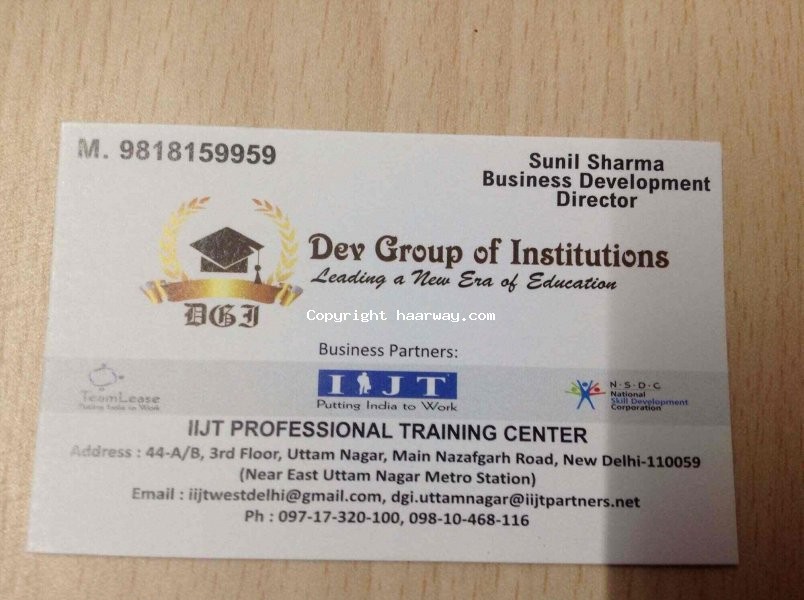 M. 9818159959
Sunil Sharma
Business Development
Director
Dev Group of Institutions
Leading a New Era of Education
DGI
Copyright haarway.com
Business Partners:
TeamLease
Putting India to Work
IIJT
Putting India to Work
N·S·D·C
National
Skill Development
Corporation
IIJT PROFESSIONAL TRAINING CENTER
Address : 44-A/B, 3rd Floor, Uttam Nagar, Main Nazafgarh Road, New Delhi-110059
(Near East Uttam Nagar Metro Station)
Email : iijtwestdelhi@gmail.com, dgi.uttamnagar@iijtpartners.net
Ph : 097-17-320-100, 098-10-468-116